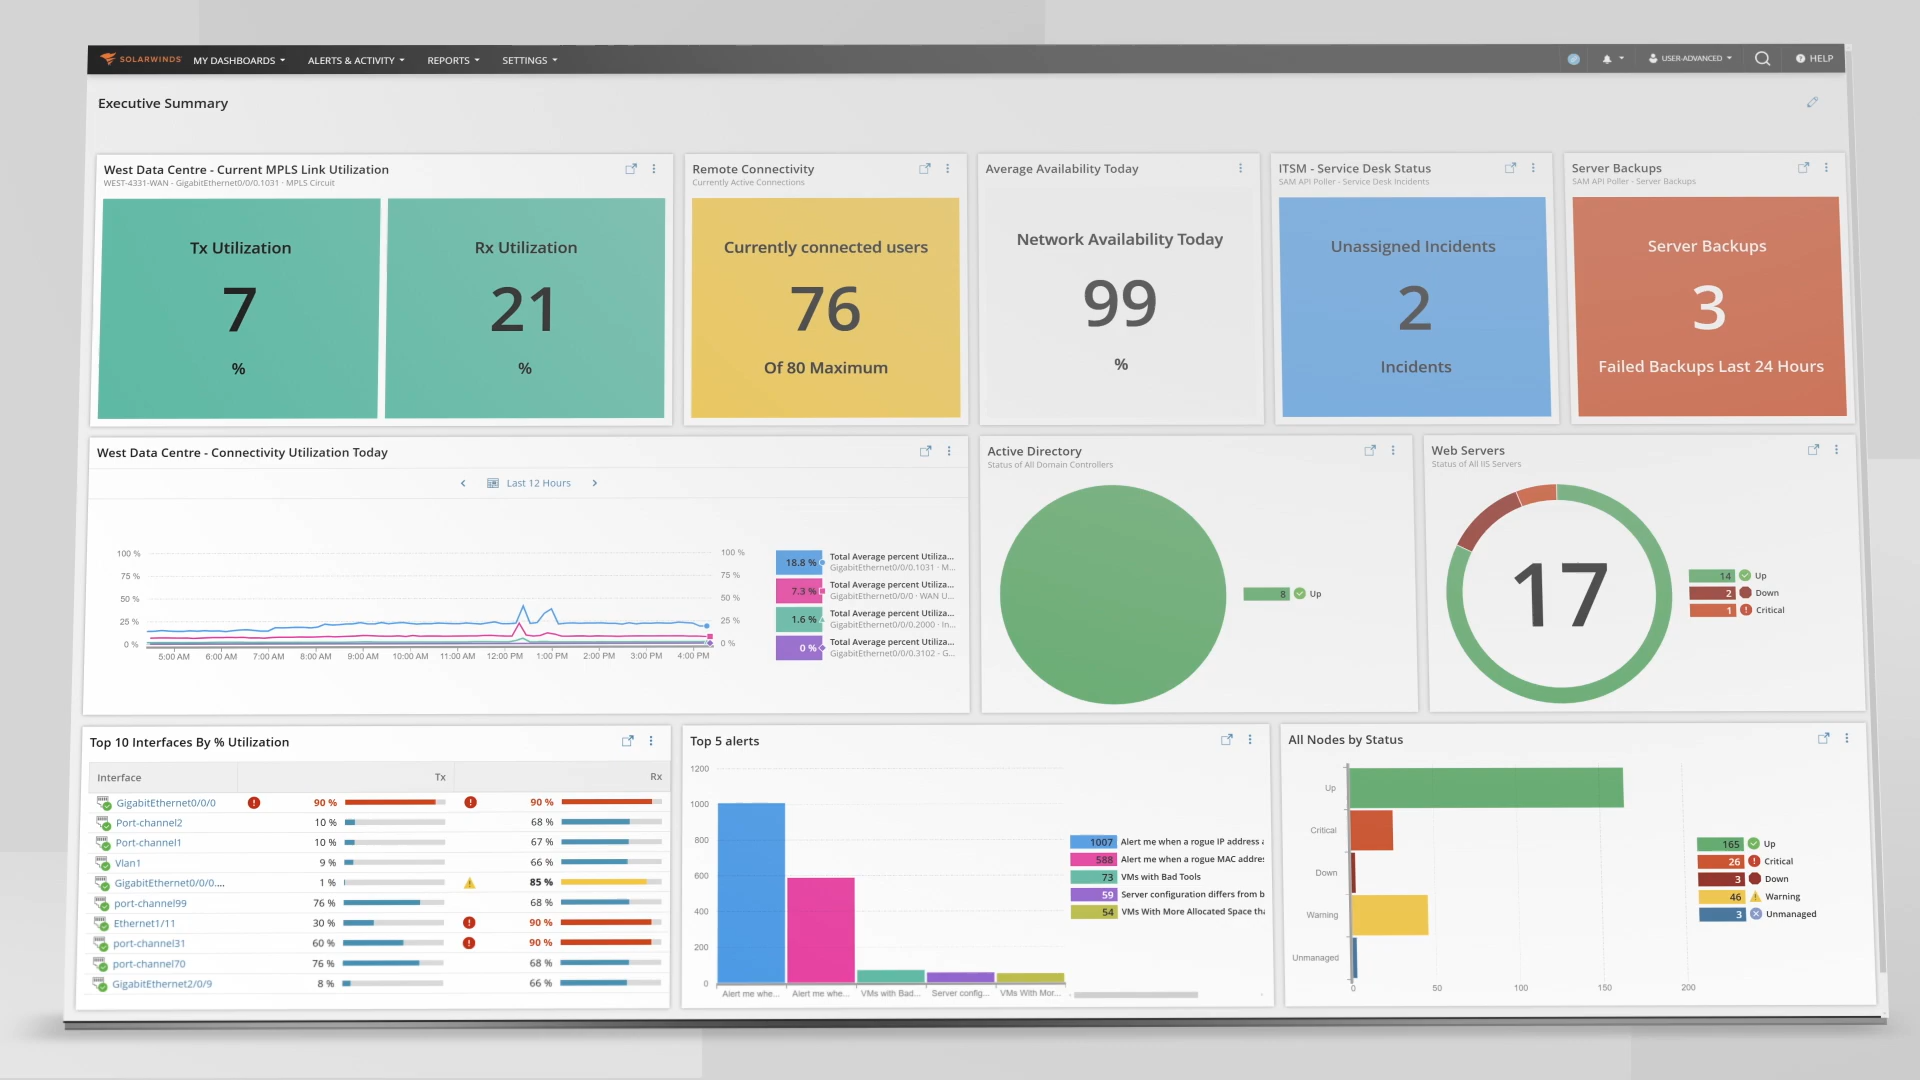 SOLARWINDS MY DASHBOARDS ALERTS & ACTIVITY REPORTS SETTINGS USER-ADVANCED HELP
Executive Summary
West Data Centre - Current MPLS Link Utilization
WEST-4331-WAN - GigabitEthernet0/0/0.1031 · MPLS Circuit
Tx Utilization
7
%
Rx Utilization
21
%
Remote Connectivity
Currently Active Connections
Currently connected users
76
Of 80 Maximum
Average Availability Today
Network Availability Today
99
%
ITSM - Service Desk Status
SAM API Poller - Service Desk Incidents
Unassigned Incidents
2
Incidents
Server Backups
SAM API Poller - Server Backups
Server Backups
3
Failed Backups Last 24 Hours
West Data Centre - Connectivity Utilization Today
Last 12 Hours
100 % 100 %
75 % 75 %
50 % 50 %
25 % 25 %
0 % 0 %
5:00 AM 6:00 AM 7:00 AM 8:00 AM 9:00 AM 10:00 AM 11:00 AM 12:00 PM 1:00 PM 2:00 PM 3:00 PM 4:00 PM
18.8 % Total Average percent Utiliza...
GigabitEthernet0/0/0.1031 · M...
7.3 % Total Average percent Utiliza...
GigabitEthernet0/0/0 · WAN U...
1.6 % Total Average percent Utiliza...
GigabitEthernet0/0/0.2000 · In...
0 % Total Average percent Utiliza...
GigabitEthernet0/0/0.3102 - G...
Active Directory
Status of All Domain Controllers
8 Up
Web Servers
Status of All IIS Servers
17
14 Up
2 Down
1 Critical
Top 10 Interfaces By % Utilization
Interface Tx Rx
GigabitEthernet0/0/0 90 % 90 %
Port-channel2 10 % 68 %
Port-channel1 10 % 67 %
Vlan1 9 % 66 %
GigabitEthernet0/0/0.... 1 % 85 %
port-channel99 76 % 68 %
Ethernet1/11 30 % 90 %
port-channel31 60 % 90 %
port-channel70 76 % 68 %
GigabitEthernet2/0/9 8 % 66 %
Top 5 alerts
1200
1000
800
600
400
200
0
Alert me whe... Alert me whe... VMs with Bad... Server config... VMs With Mor...
1007 Alert me when a rogue IP address a
588 Alert me when a rogue MAC addres
73 VMs with Bad Tools
59 Server configuration differs from b
54 VMs With More Allocated Space tha
All Nodes by Status
Up
Critical
Down
Warning
Unmanaged
0 50 100 150 200
165 Up
26 Critical
3 Down
46 Warning
3 Unmanaged